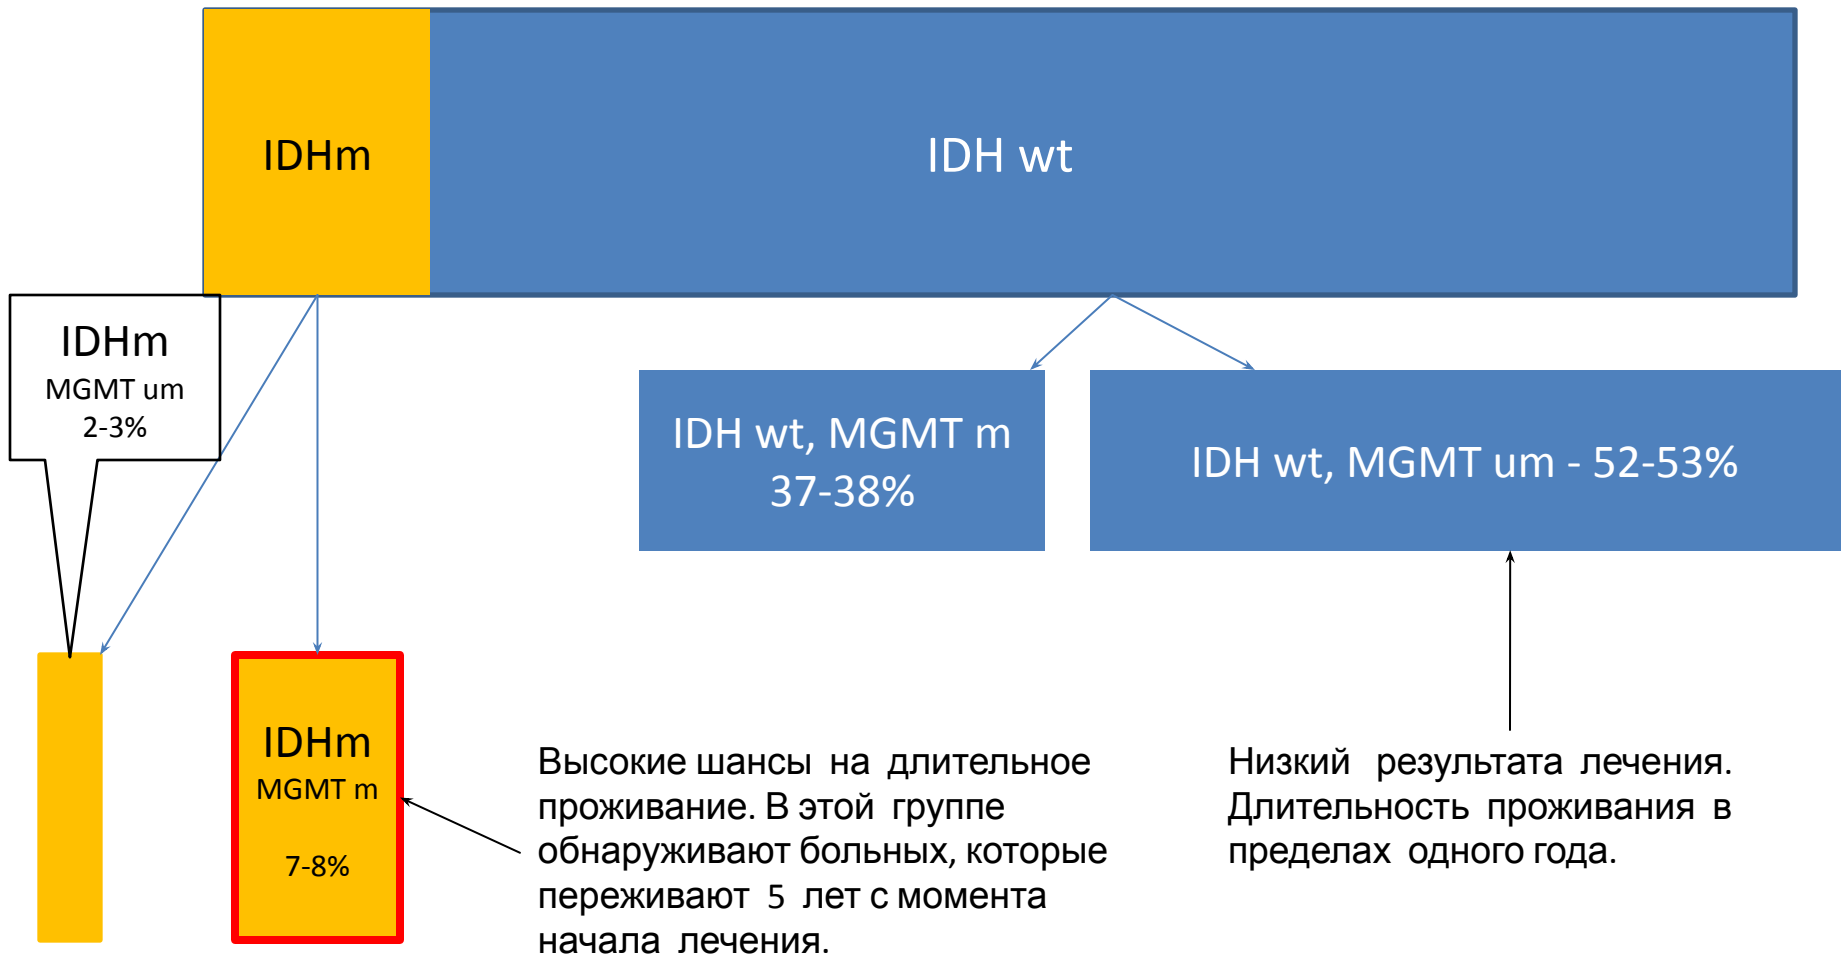 IDHm
IDH wt
IDHm
MGMT um
2-3%
IDH wt, MGMT m
37-38%
IDH wt, MGMT um - 52-53%
IDHm
MGMT m
7-8%
Высокие шансы на длительное
проживание. В этой группе
обнаруживают больных, которые
переживают 5 лет с момента
начала лечения.
Низкий результата лечения.
Длительность проживания в
пределах одного года.